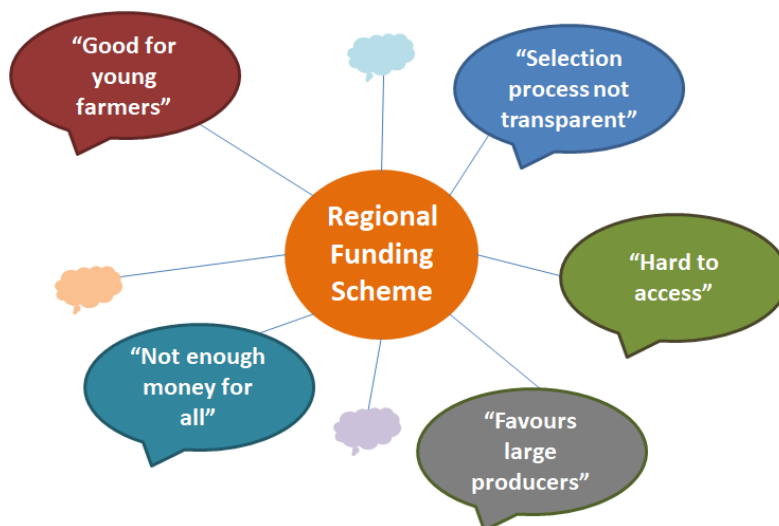 “Good for
young
farmers”
“Selection
process not
transparent”
Regional
Funding
Scheme
“Hard to
access”
“Not enough
money for
all”
“Favours
large
producers”